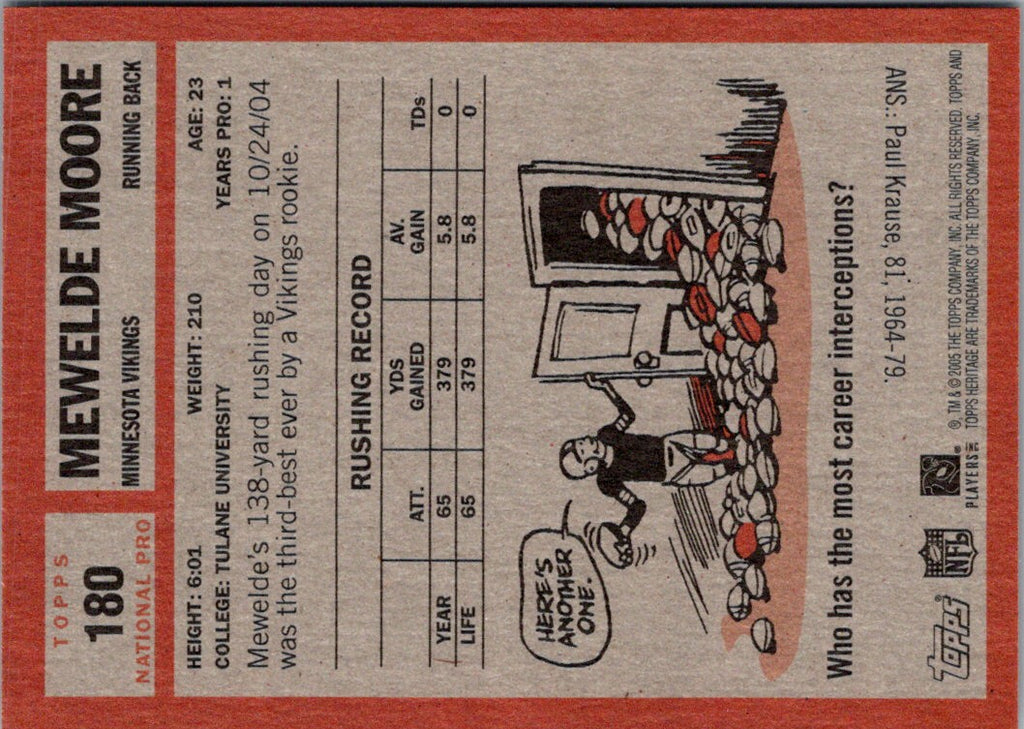 TOPPS
180
NATIONAL PRO
MEWELDE MOORE
MINNESOTA VIKINGS RUNNING BACK
HEIGHT: 6:01 WEIGHT: 210 AGE: 23
COLLEGE: TULANE UNIVERSITY YEARS PRO: 1
Mewelde's 138-yard rushing day on 10/24/04
was the third-best ever by a Vikings rookie.
RUSHING RECORD
ATT. YDS GAINED AV. GAIN TDs
YEAR 65 379 5.8 0
LIFE 65 379 5.8 0
HERE'S
ANOTHER
ONE.
Who has the most career interceptions?
ANS.: Paul Krause, 81, 1964-79.
Topps®
NFL
PLAYERS INC
®, TM & © 2005 THE TOPPS COMPANY, INC. ALL RIGHTS RESERVED. TOPPS AND
TOPPS HERITAGE ARE TRADEMARKS OF THE TOPPS COMPANY, INC.